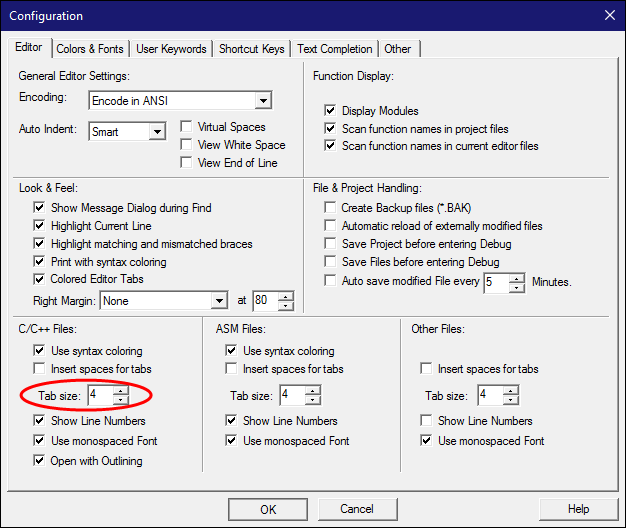 Configuration
Editor
Colors & Fonts
User Keywords
Shortcut Keys
Text Completion
Other
General Editor Settings:
Encoding: Encode in ANSI
Auto Indent: Smart
Virtual Spaces
View White Space
View End of Line
Function Display:
Display Modules
Scan function names in project files
Scan function names in current editor files
Look & Feel:
Show Message Dialog during Find
Highlight Current Line
Highlight matching and mismatched braces
Print with syntax coloring
Colored Editor Tabs
Right Margin: None at 80
File & Project Handling:
Create Backup files (*.BAK)
Automatic reload of externally modified files
Save Project before entering Debug
Save Files before entering Debug
Auto save modified File every 5 Minutes.
C/C++ Files:
Use syntax coloring
Insert spaces for tabs
Tab size: 4
Show Line Numbers
Use monospaced Font
Open with Outlining
ASM Files:
Use syntax coloring
Insert spaces for tabs
Tab size: 4
Show Line Numbers
Use monospaced Font
Other Files:
Insert spaces for tabs
Tab size: 4
Show Line Numbers
Use monospaced Font
OK
Cancel
Help